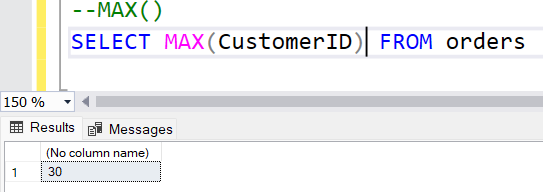 --MAX()
SELECT MAX(CustomerID) FROM orders
150 %
Results Messages
(No column name)
1 30